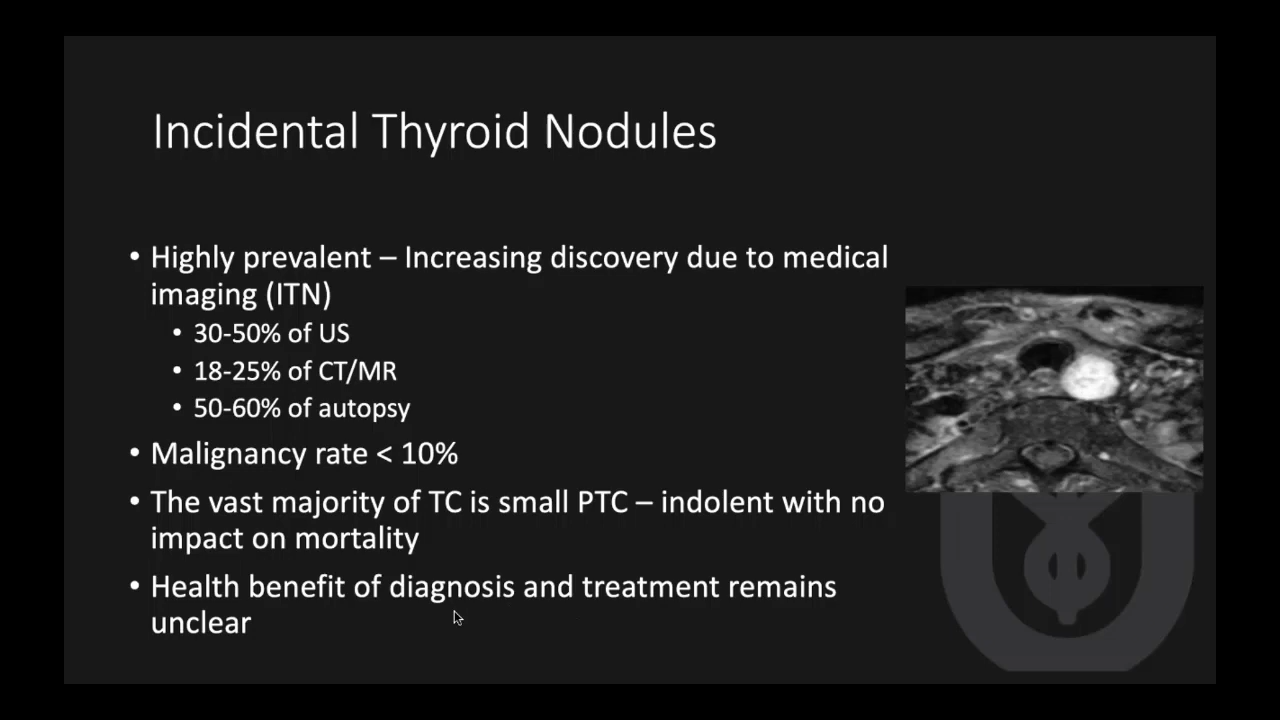 Incidental Thyroid Nodules
• Highly prevalent – Increasing discovery due to medical
imaging (ITN)
• 30-50% of US
• 18-25% of CT/MR
• 50-60% of autopsy
• Malignancy rate < 10%
• The vast majority of TC is small PTC – indolent with no
impact on mortality
• Health benefit of diagnosis and treatment remains
unclear